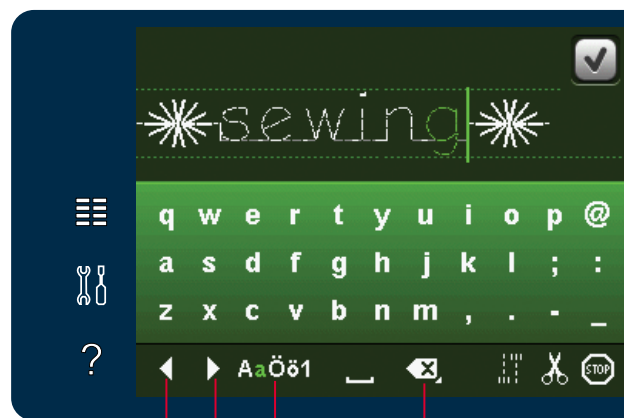 sewing
q w e r t y u i o p @
a s d f g h j k l ; :
z x c v b n m , . - _
?
AaÖö1 STOP